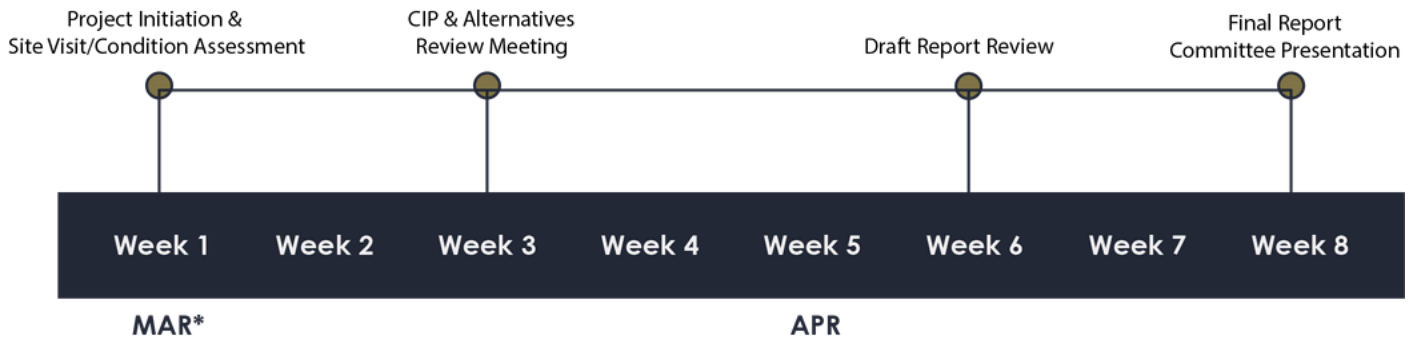 Project Initiation &
Site Visit/Condition Assessment
CIP & Alternatives
Review Meeting
Draft Report Review
Final Report
Committee Presentation
Week 1
Week 2
Week 3
Week 4
Week 5
Week 6
Week 7
Week 8
MAR*
APR